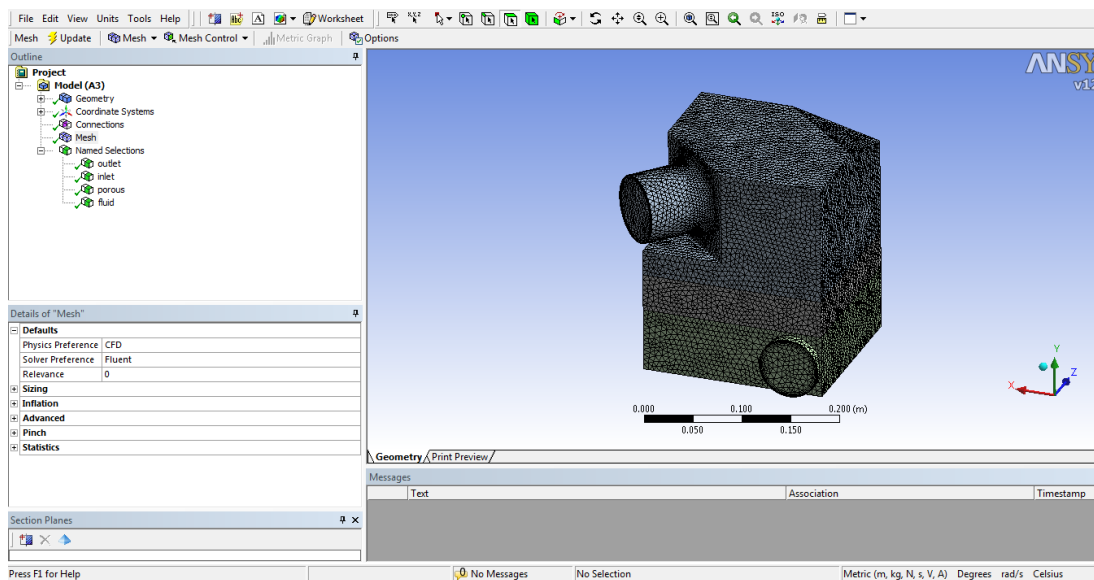 File Edit View Units Tools Help Worksheet ISO
Mesh Update Mesh Mesh Control Metric Graph Options
Outline
Project
Model (A3)
Geometry
Coordinate Systems
Connections
Mesh
Named Selections
outlet
inlet
porous
fluid
Details of "Mesh"
Defaults
Physics Preference CFD
Solver Preference Fluent
Relevance 0
Sizing
Inflation
Advanced
Pinch
Statistics
Section Planes
Press F1 for Help
ANSY
v12
Y
Z
X
0.000 0.100 0.200 (m)
0.050 0.150
Geometry Print Preview
Messages
Text Association Timestamp
0 No Messages No Selection Metric (m, kg, N, s, V, A) Degrees rad/s Celsius